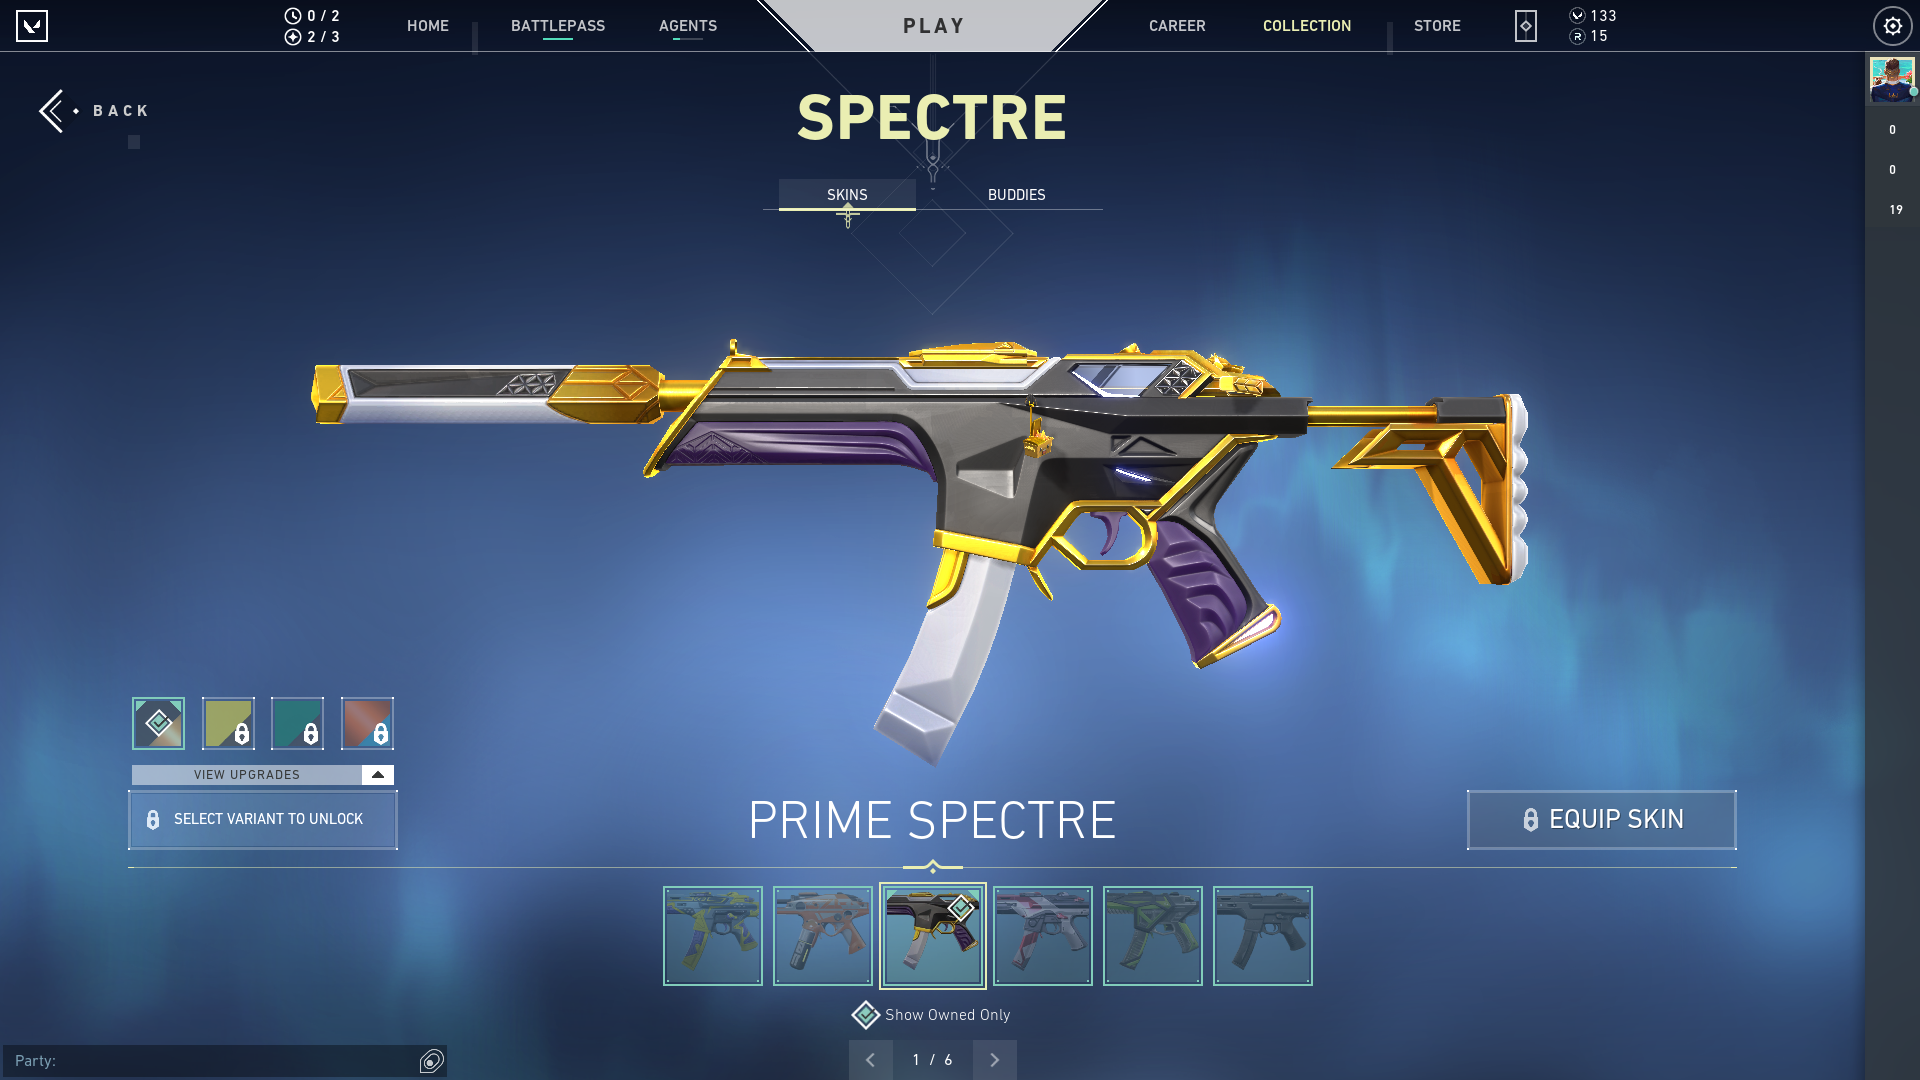 0 / 2
2 / 3
HOME
BATTLEPASS
AGENTS
PLAY
CAREER
COLLECTION
STORE
133
R 15
BACK
SPECTRE
SKINS
BUDDIES
0
0
19
VIEW UPGRADES
SELECT VARIANT TO UNLOCK
PRIME SPECTRE
EQUIP SKIN
Show Owned Only
Party:
1 / 6